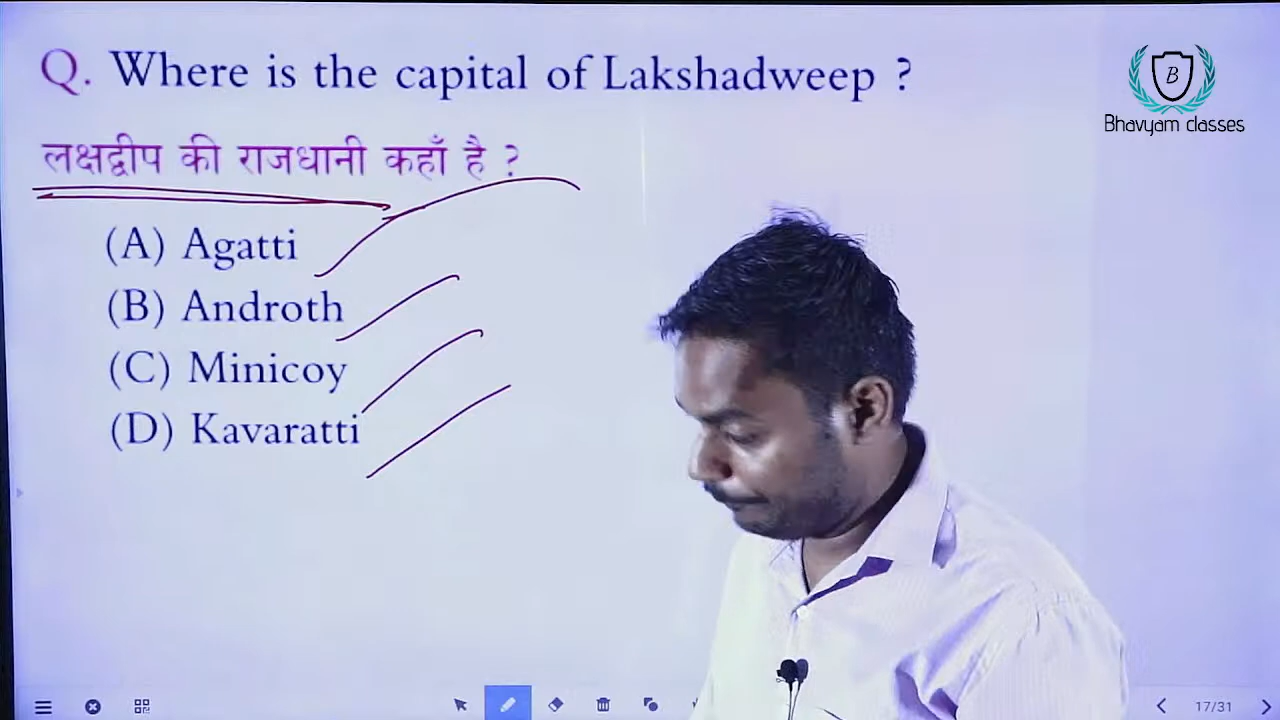 Q. Where is the capital of Lakshadweep ?
लक्षद्वीप की राजधानी कहाँ है ?
(A) Agatti
(B) Androth
(C) Minicoy
(D) Kavaratti
B
Bhavyam classes
17/31